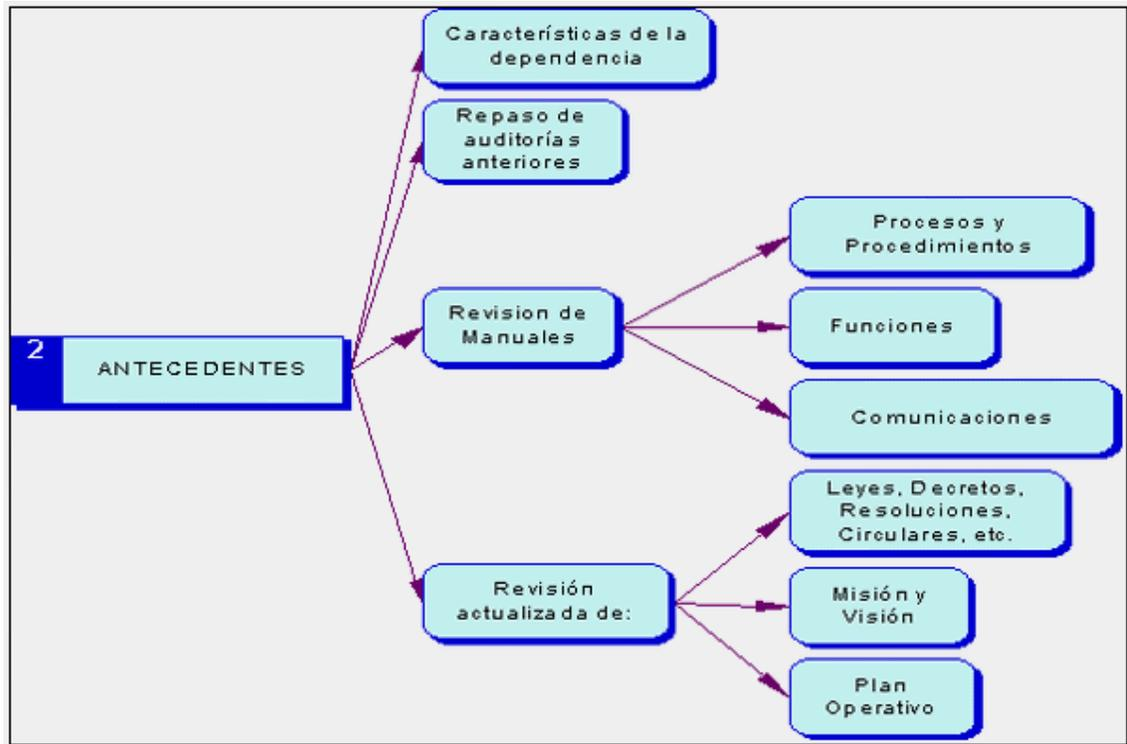 Características de la
dependencia
Repaso de
auditorías
anteriores
Procesos y
Procedimientos
Revision de
Manuales
Funciones
2
ANTECEDENTES
Comunicaciones
Leyes, Decretos,
Resoluciones,
Circulares, etc.
Revisión
actualizada de:
Misión y
Visión
Plan
Operativo